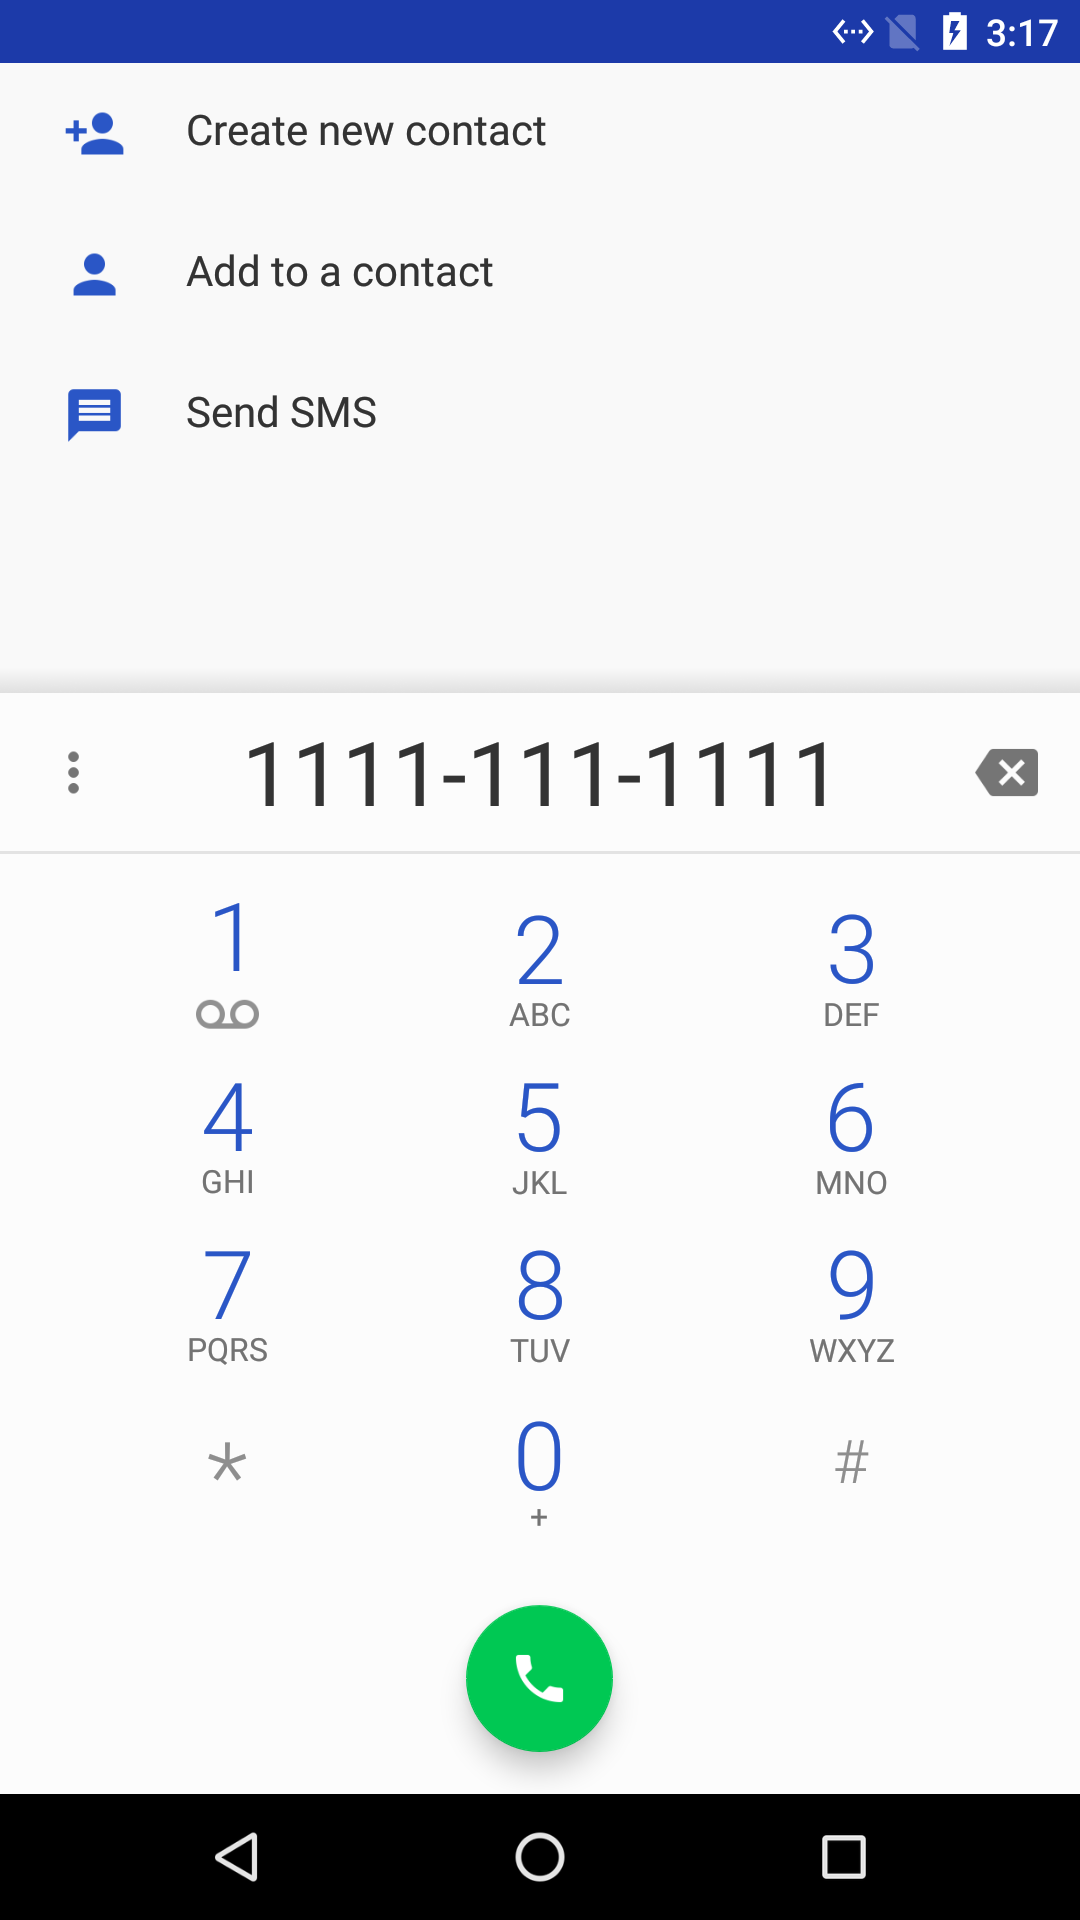 3:17
Create new contact
Add to a contact
Send SMS
1111-111-1111
1 2 3
ABC DEF
4 5 6
GHI JKL MNO
7 8 9
PQRS TUV WXYZ
* 0 #
+